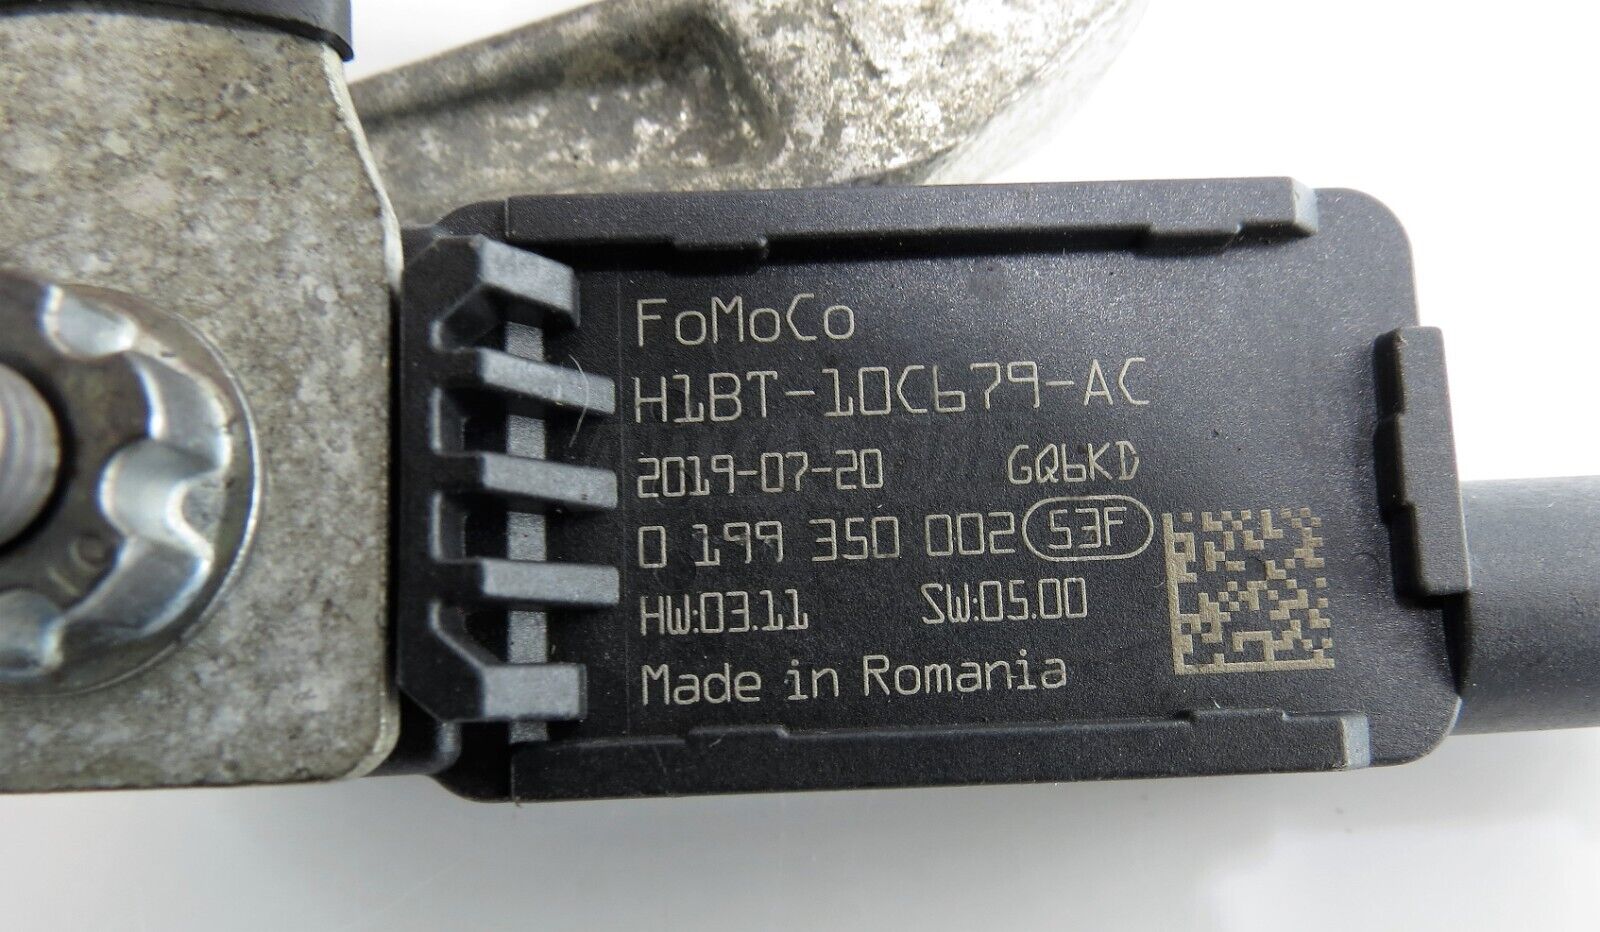 FoMoCo
H1BT-10C679-AC
2019-07-20 GQ6KD
0 199 350 002 53F
HW:03.11 SW:05.00
Made in Romania
10